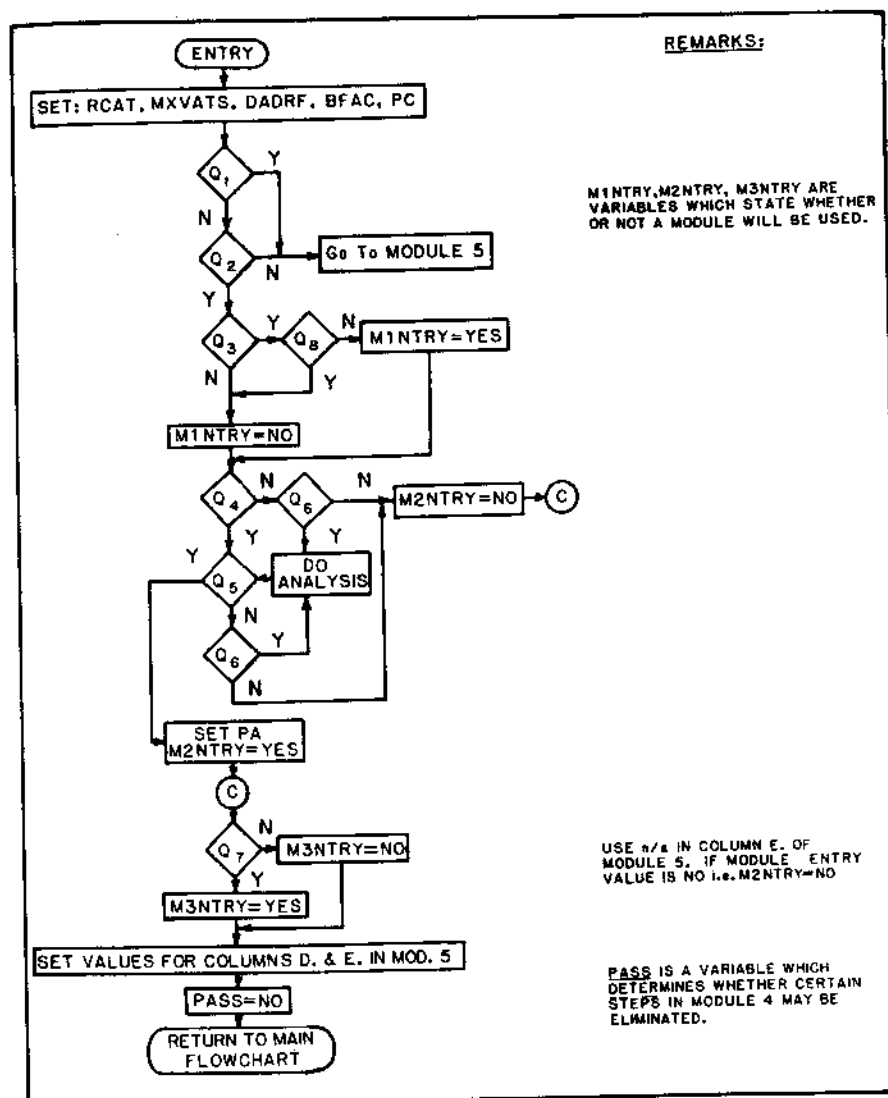 ENTRY
REMARKS:
SET: RCAT, MXVATS, DADRF, BFAC, PC
Q1
Y
N
M1NTRY,M2NTRY, M3NTRY ARE
VARIABLES WHICH STATE WHETHER
OR NOT A MODULE WILL BE USED.
Q2
N
Go To MODULE 5
Y
Q3
Y
Q8
N
M1NTRY=YES
N
Y
M1NTRY=NO
Q4
N
Q6
N
M2NTRY=NO
C
Y
Y
Y
Q5
DO
ANALYSIS
N
Q6
Y
N
SET PA
M2NTRY=YES
C
Q7
N
M3NTRY=NO
Y
M3NTRY=YES
USE n/a IN COLUMN E. OF
MODULE 5. IF MODULE ENTRY
VALUE IS NO i.e. M2NTRY=NO
SET VALUES FOR COLUMNS D. & E. IN MOD. 5
PASS=NO
PASS IS A VARIABLE WHICH
DETERMINES WHETHER CERTAIN
STEPS IN MODULE 4 MAY BE
ELIMINATED.
RETURN TO MAIN
FLOWCHART